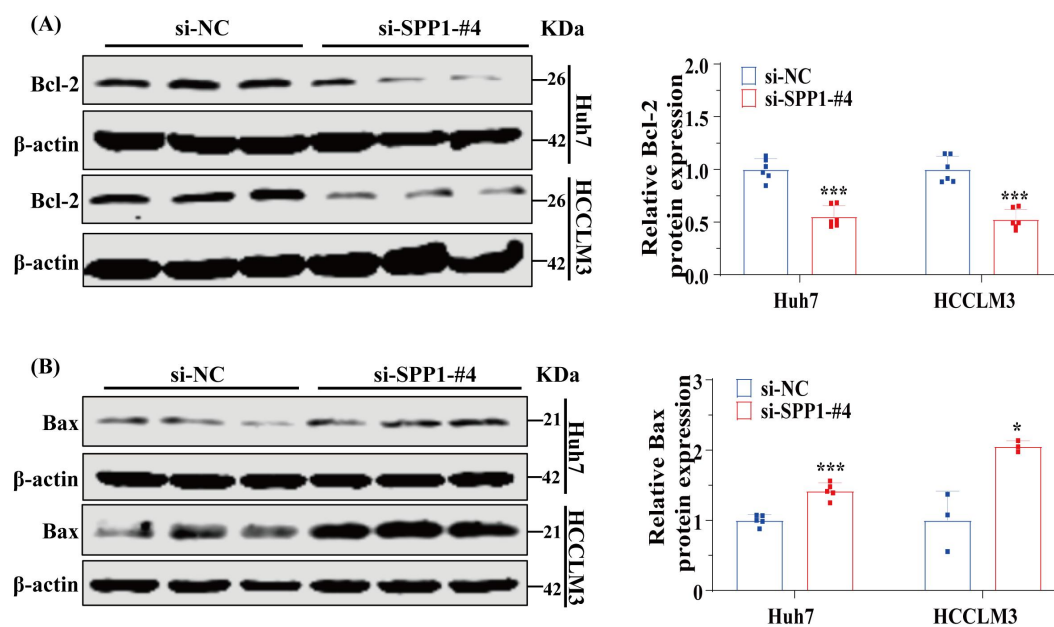 (A)
si-NC si-SPP1-#4 KDa
Bcl-2 26
β-actin 42
Huh7
Bcl-2 26
β-actin 42
HCCLM3
Relative Bcl-2
protein expression
2.0
1.5
1.0
0.5
0.0
si-NC
si-SPP1-#4
***
***
Huh7 HCCLM3
(B)
si-NC si-SPP1-#4 KDa
Bax 21
β-actin 42
Huh7
Bax 21
β-actin 42
HCCLM3
Relative Bax
protein expression
3
2
1
0
si-NC
si-SPP1-#4
***
*
Huh7 HCCLM3